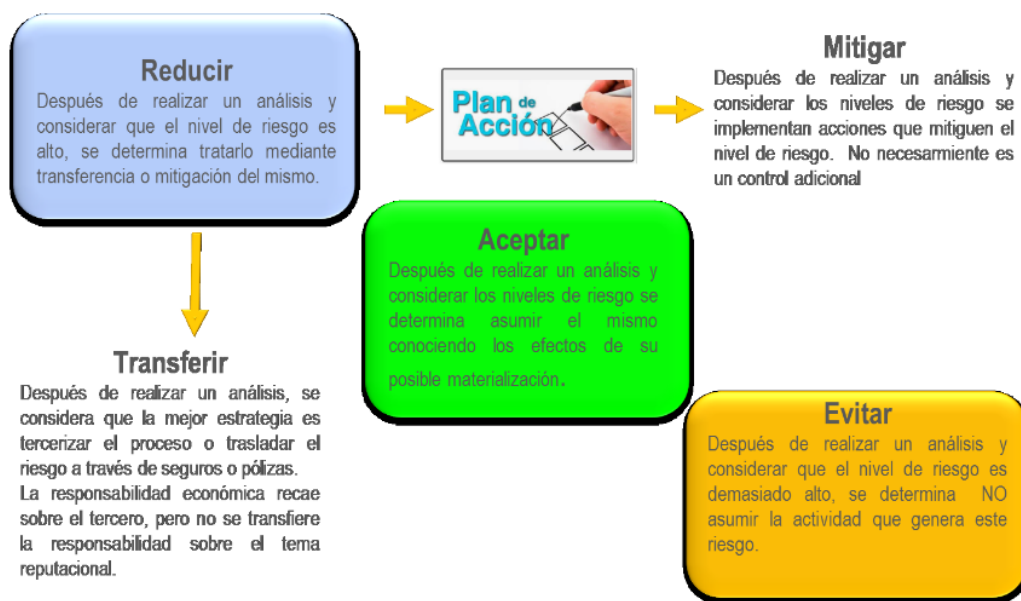 Reducir
Después de realizar un análisis y
considerar que el nivel de riesgo es
alto, se determina tratarlo mediante
transferencia o mitigación del mismo.
Plan de
Acción
Mitigar
Después de realizar un análisis y
considerar los niveles de riesgo se
implementan acciones que mitiguen el
nivel de riesgo. No necesarmiente es
un control adicional
Aceptar
Después de realizar un análisis y
considerar los niveles de riesgo se
determina asumir el mismo
conociendo los efectos de su
posible materialización.
Transferir
Después de realizar un análisis, se
considera que la mejor estrategia es
tercerizar el proceso o trasladar el
riesgo a través de seguros o pólizas.
La responsabilidad económica recae
sobre el tercero, pero no se transfiere
la responsabilidad sobre el tema
reputacional.
Evitar
Después de realizar un análisis y
considerar que el nivel de riesgo es
demasiado alto, se determina NO
asumir la actividad que genera este
riesgo.